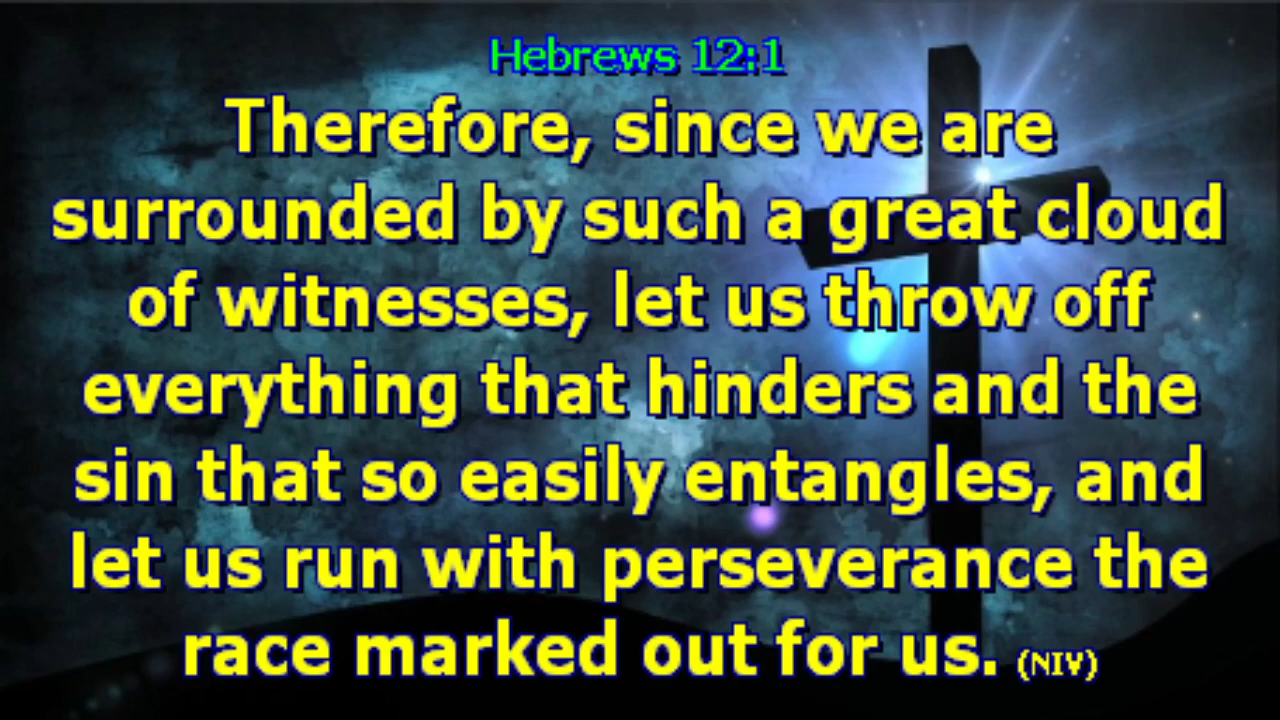 Hebrews 12:1
Therefore, since we are
surrounded by such a great cloud
of witnesses, let us throw off
everything that hinders and the
sin that so easily entangles, and
let us run with perseverance the
race marked out for us. (NIV)